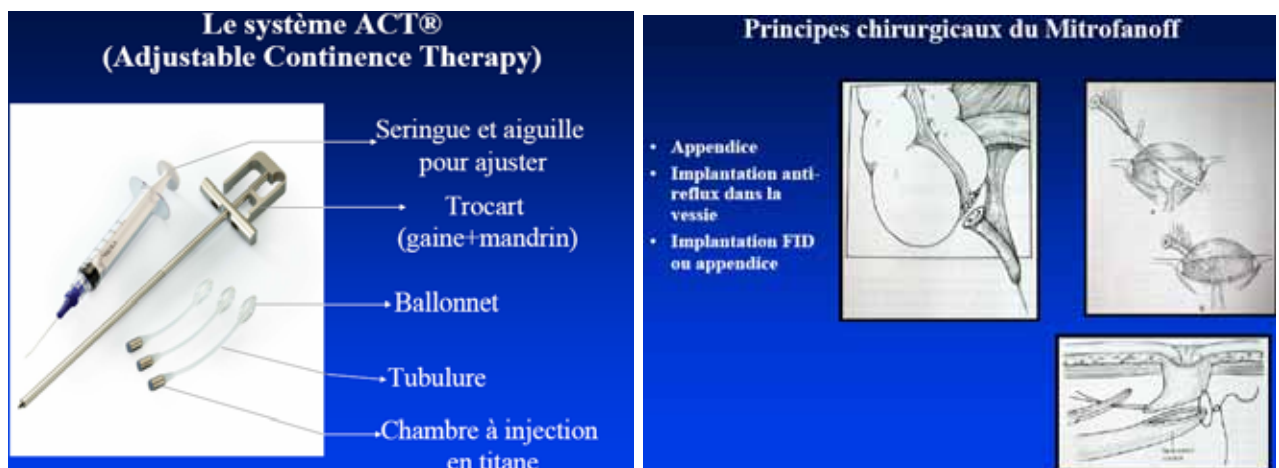 Le système ACT®
(Adjustable Continence Therapy)
Seringue et aiguille
pour ajuster
Trocart
(gaine+mandrin)
Ballonnet
Tubulure
Chambre à injection
en titane
Principes chirurgicaux du Mitrofanoff
• Appendice
• Implantation anti-
reflux dans la
vessie
• Implantation FID
ou appendice